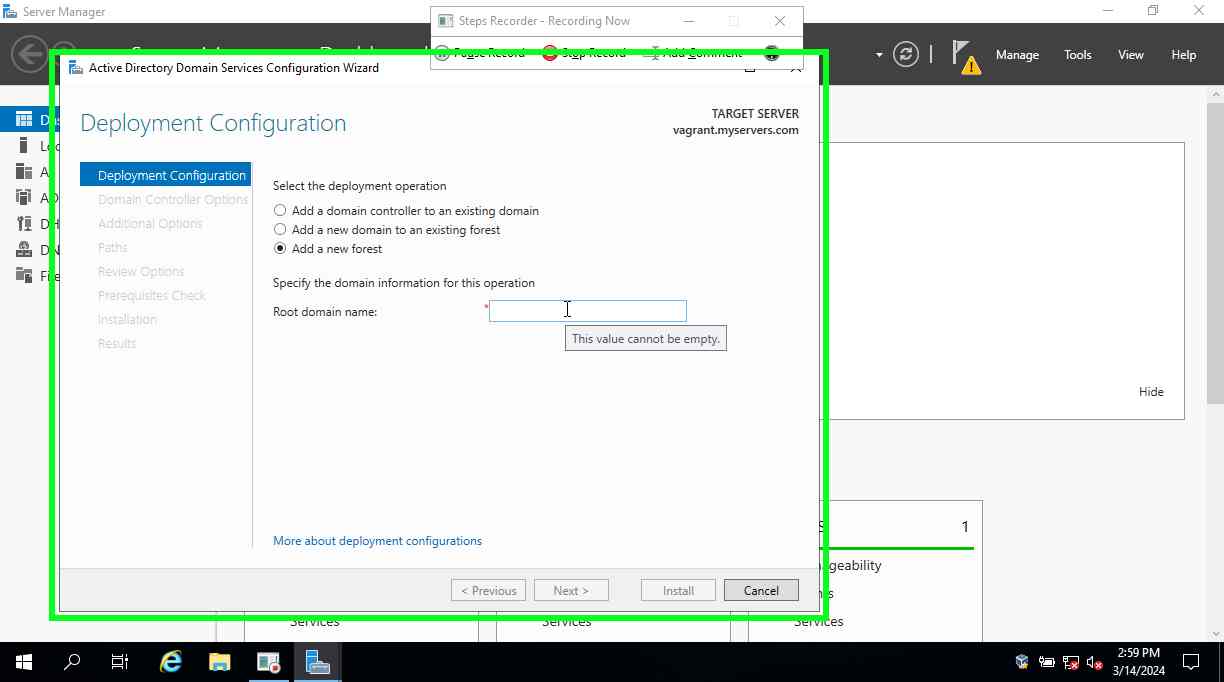 Server Manager
Steps Recorder - Recording Now
Pause Record
Stop Record
Add Comment
Manage
Tools
View
Help
Active Directory Domain Services Configuration Wizard
Deployment Configuration
TARGET SERVER
vagrant.myservers.com
Deployment Configuration
Domain Controller Options
Additional Options
Paths
Review Options
Prerequisites Check
Installation
Results
Select the deployment operation
Add a domain controller to an existing domain
Add a new domain to an existing forest
Add a new forest
Specify the domain information for this operation
Root domain name:
*
This value cannot be empty.
More about deployment configurations
< Previous
Next >
Install
Cancel
Hide
1
Services
Services
Services
2:59 PM
3/14/2024